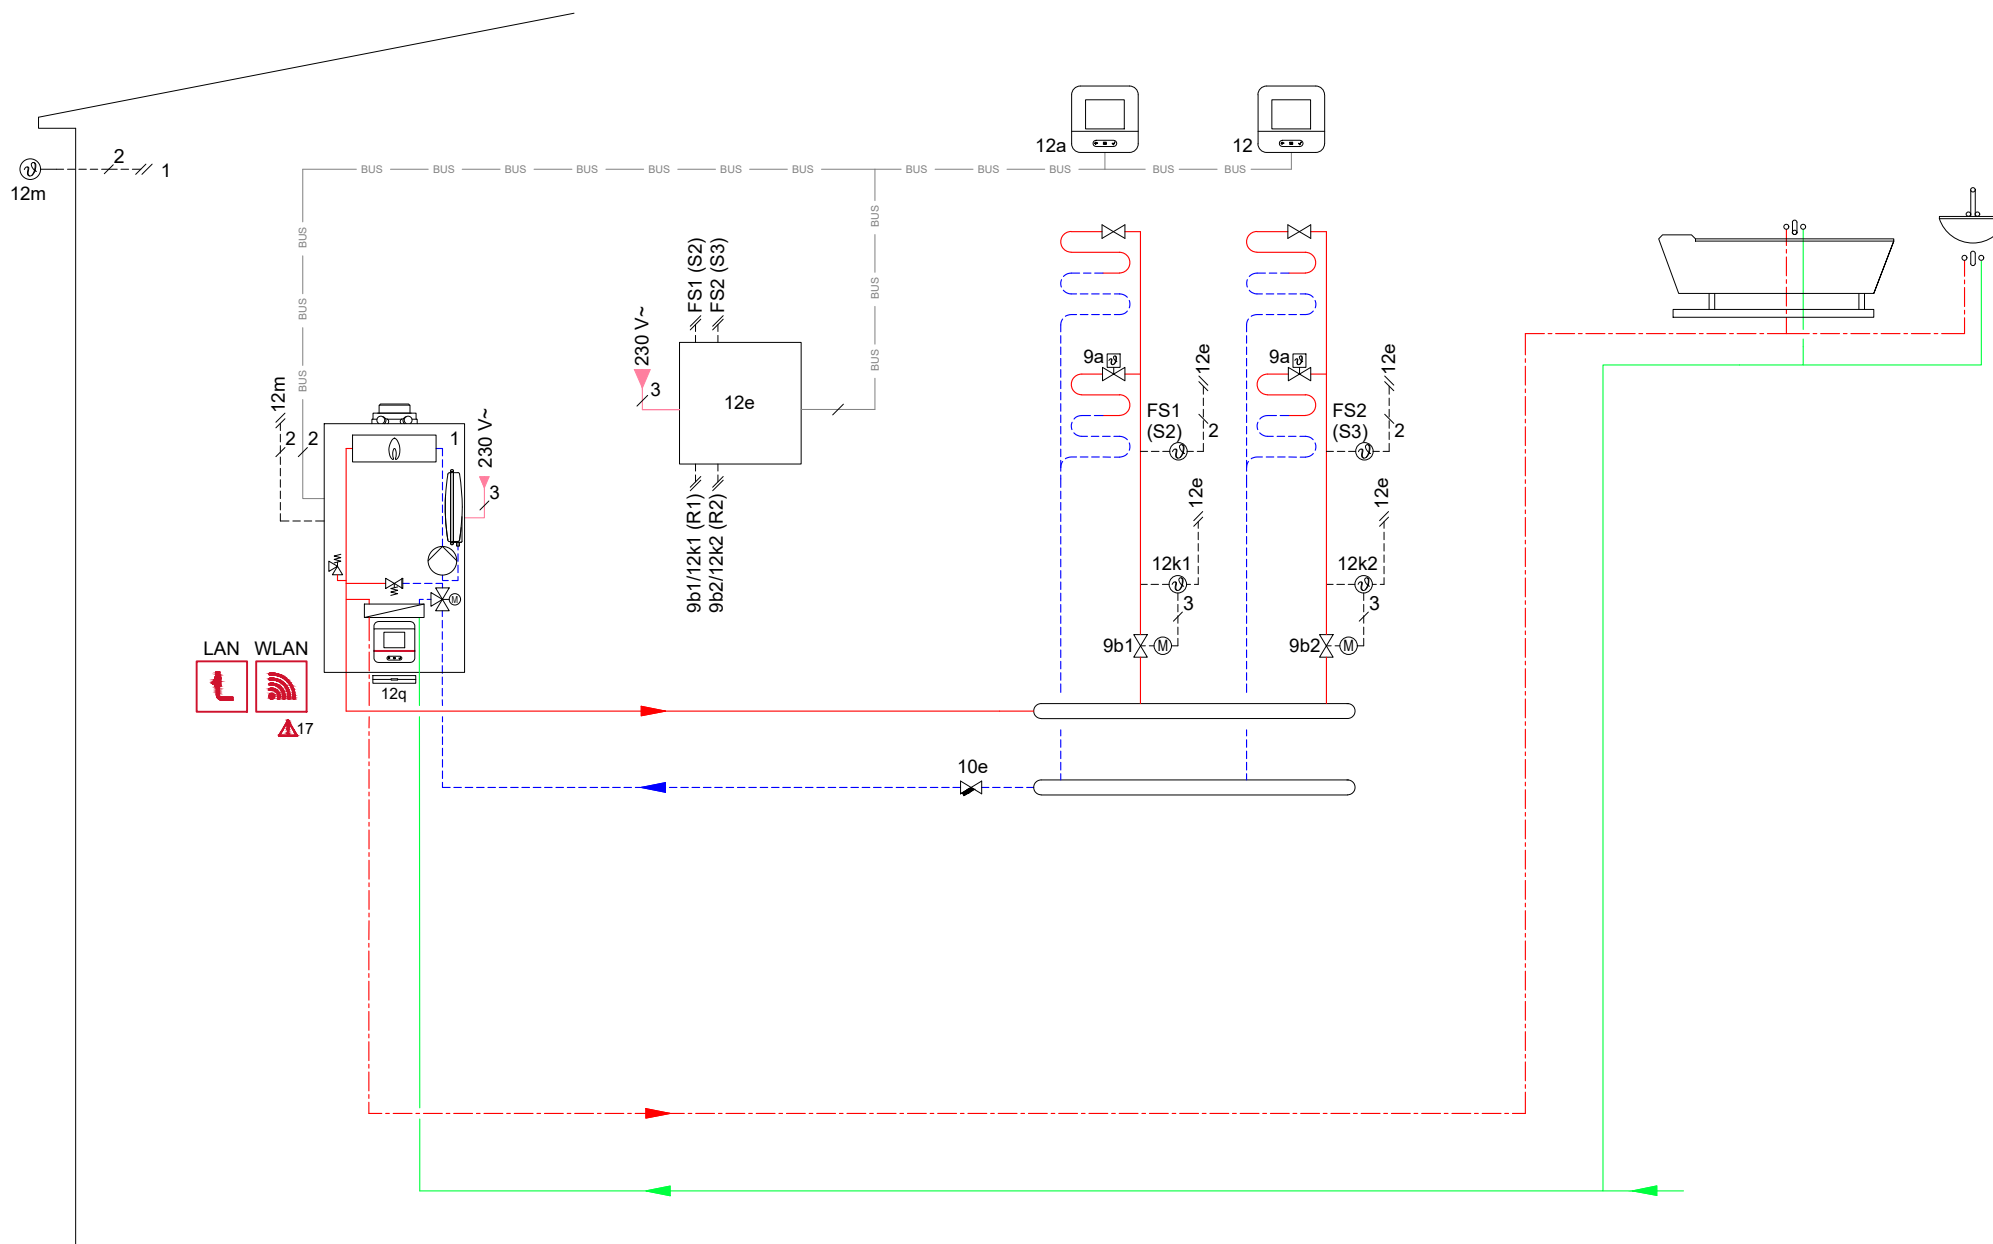 12a
12
2
1
12m
BUS BUS BUS BUS BUS BUS BUS BUS BUS BUS BUS BUS
BUS
BUS
BUS
BUS
BUS
BUS
FS1 (S2)
FS2 (S3)
230 V~
3
12e
9b1/12k1 (R1)
9b2/12k2 (R2)
12m
2
2
1
230 V~
3
M
12q
LAN
WLAN
17
9a
12e
FS1
(S2)
2
12e
12k1
3
9b1
M
9a
12e
FS2
(S3)
2
12e
12k2
3
9b2
M
10e